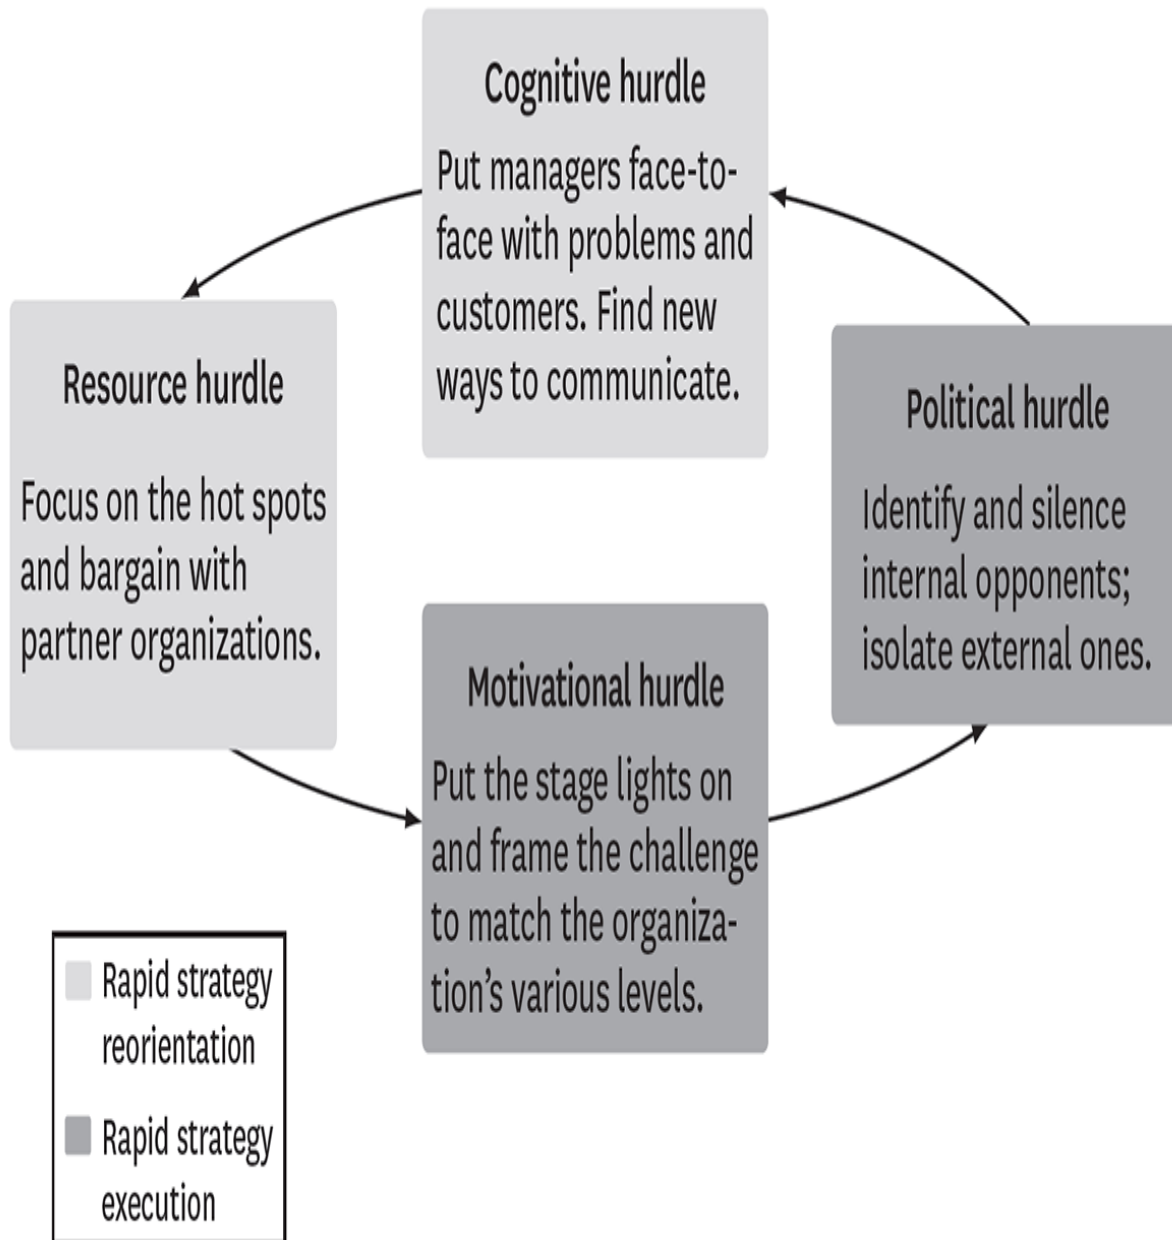 Cognitive hurdle
Put managers face-to-
face with problems and
customers. Find new
ways to communicate.
Resource hurdle
Focus on the hot spots
and bargain with
partner organizations.
Political hurdle
Identify and silence
internal opponents;
isolate external ones.
Motivational hurdle
Put the stage lights on
and frame the challenge
to match the organiza-
tion’s various levels.
Rapid strategy
reorientation
Rapid strategy
execution